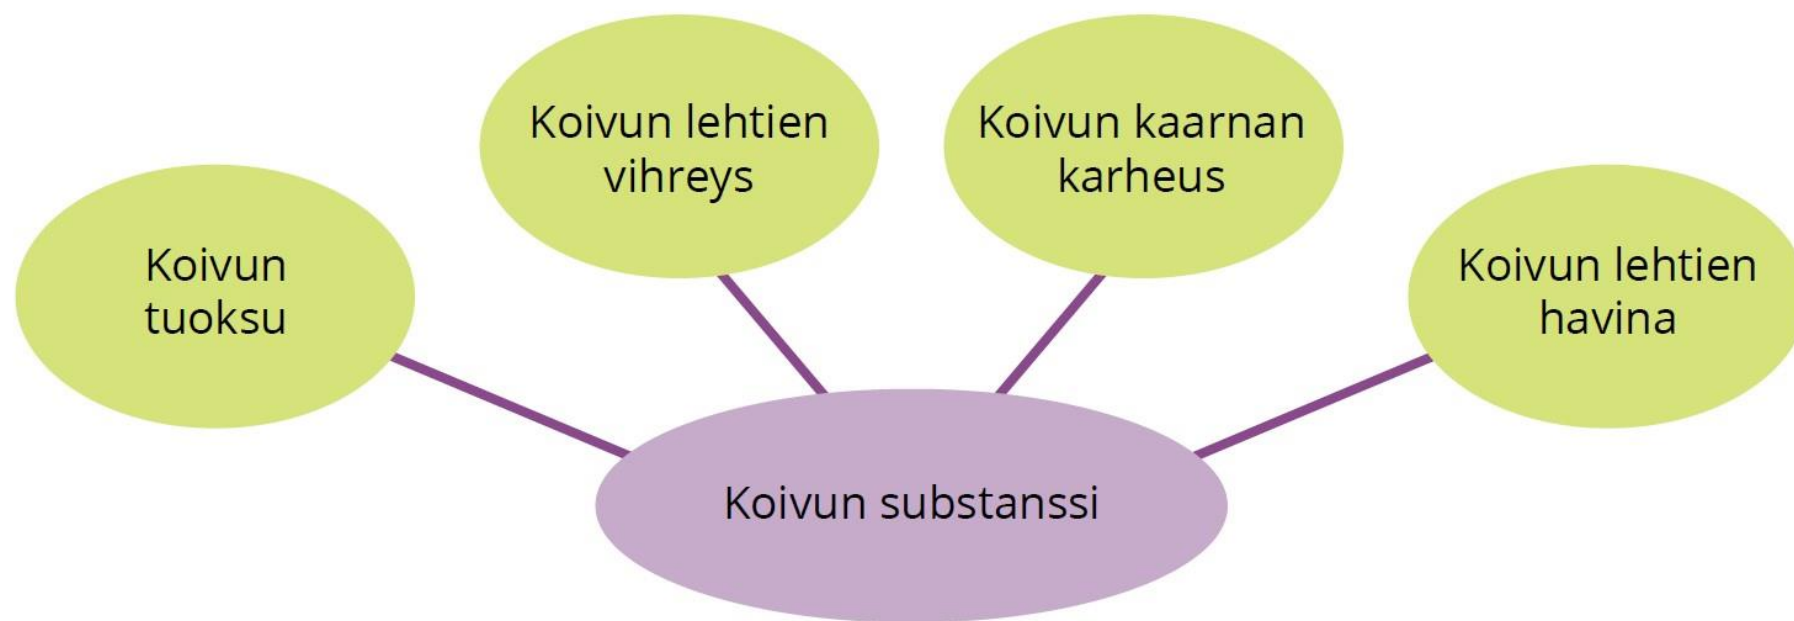 Koivun
tuoksu
Koivun lehtien
vihreys
Koivun kaarnan
karheus
Koivun lehtien
havina
Koivun substanssi